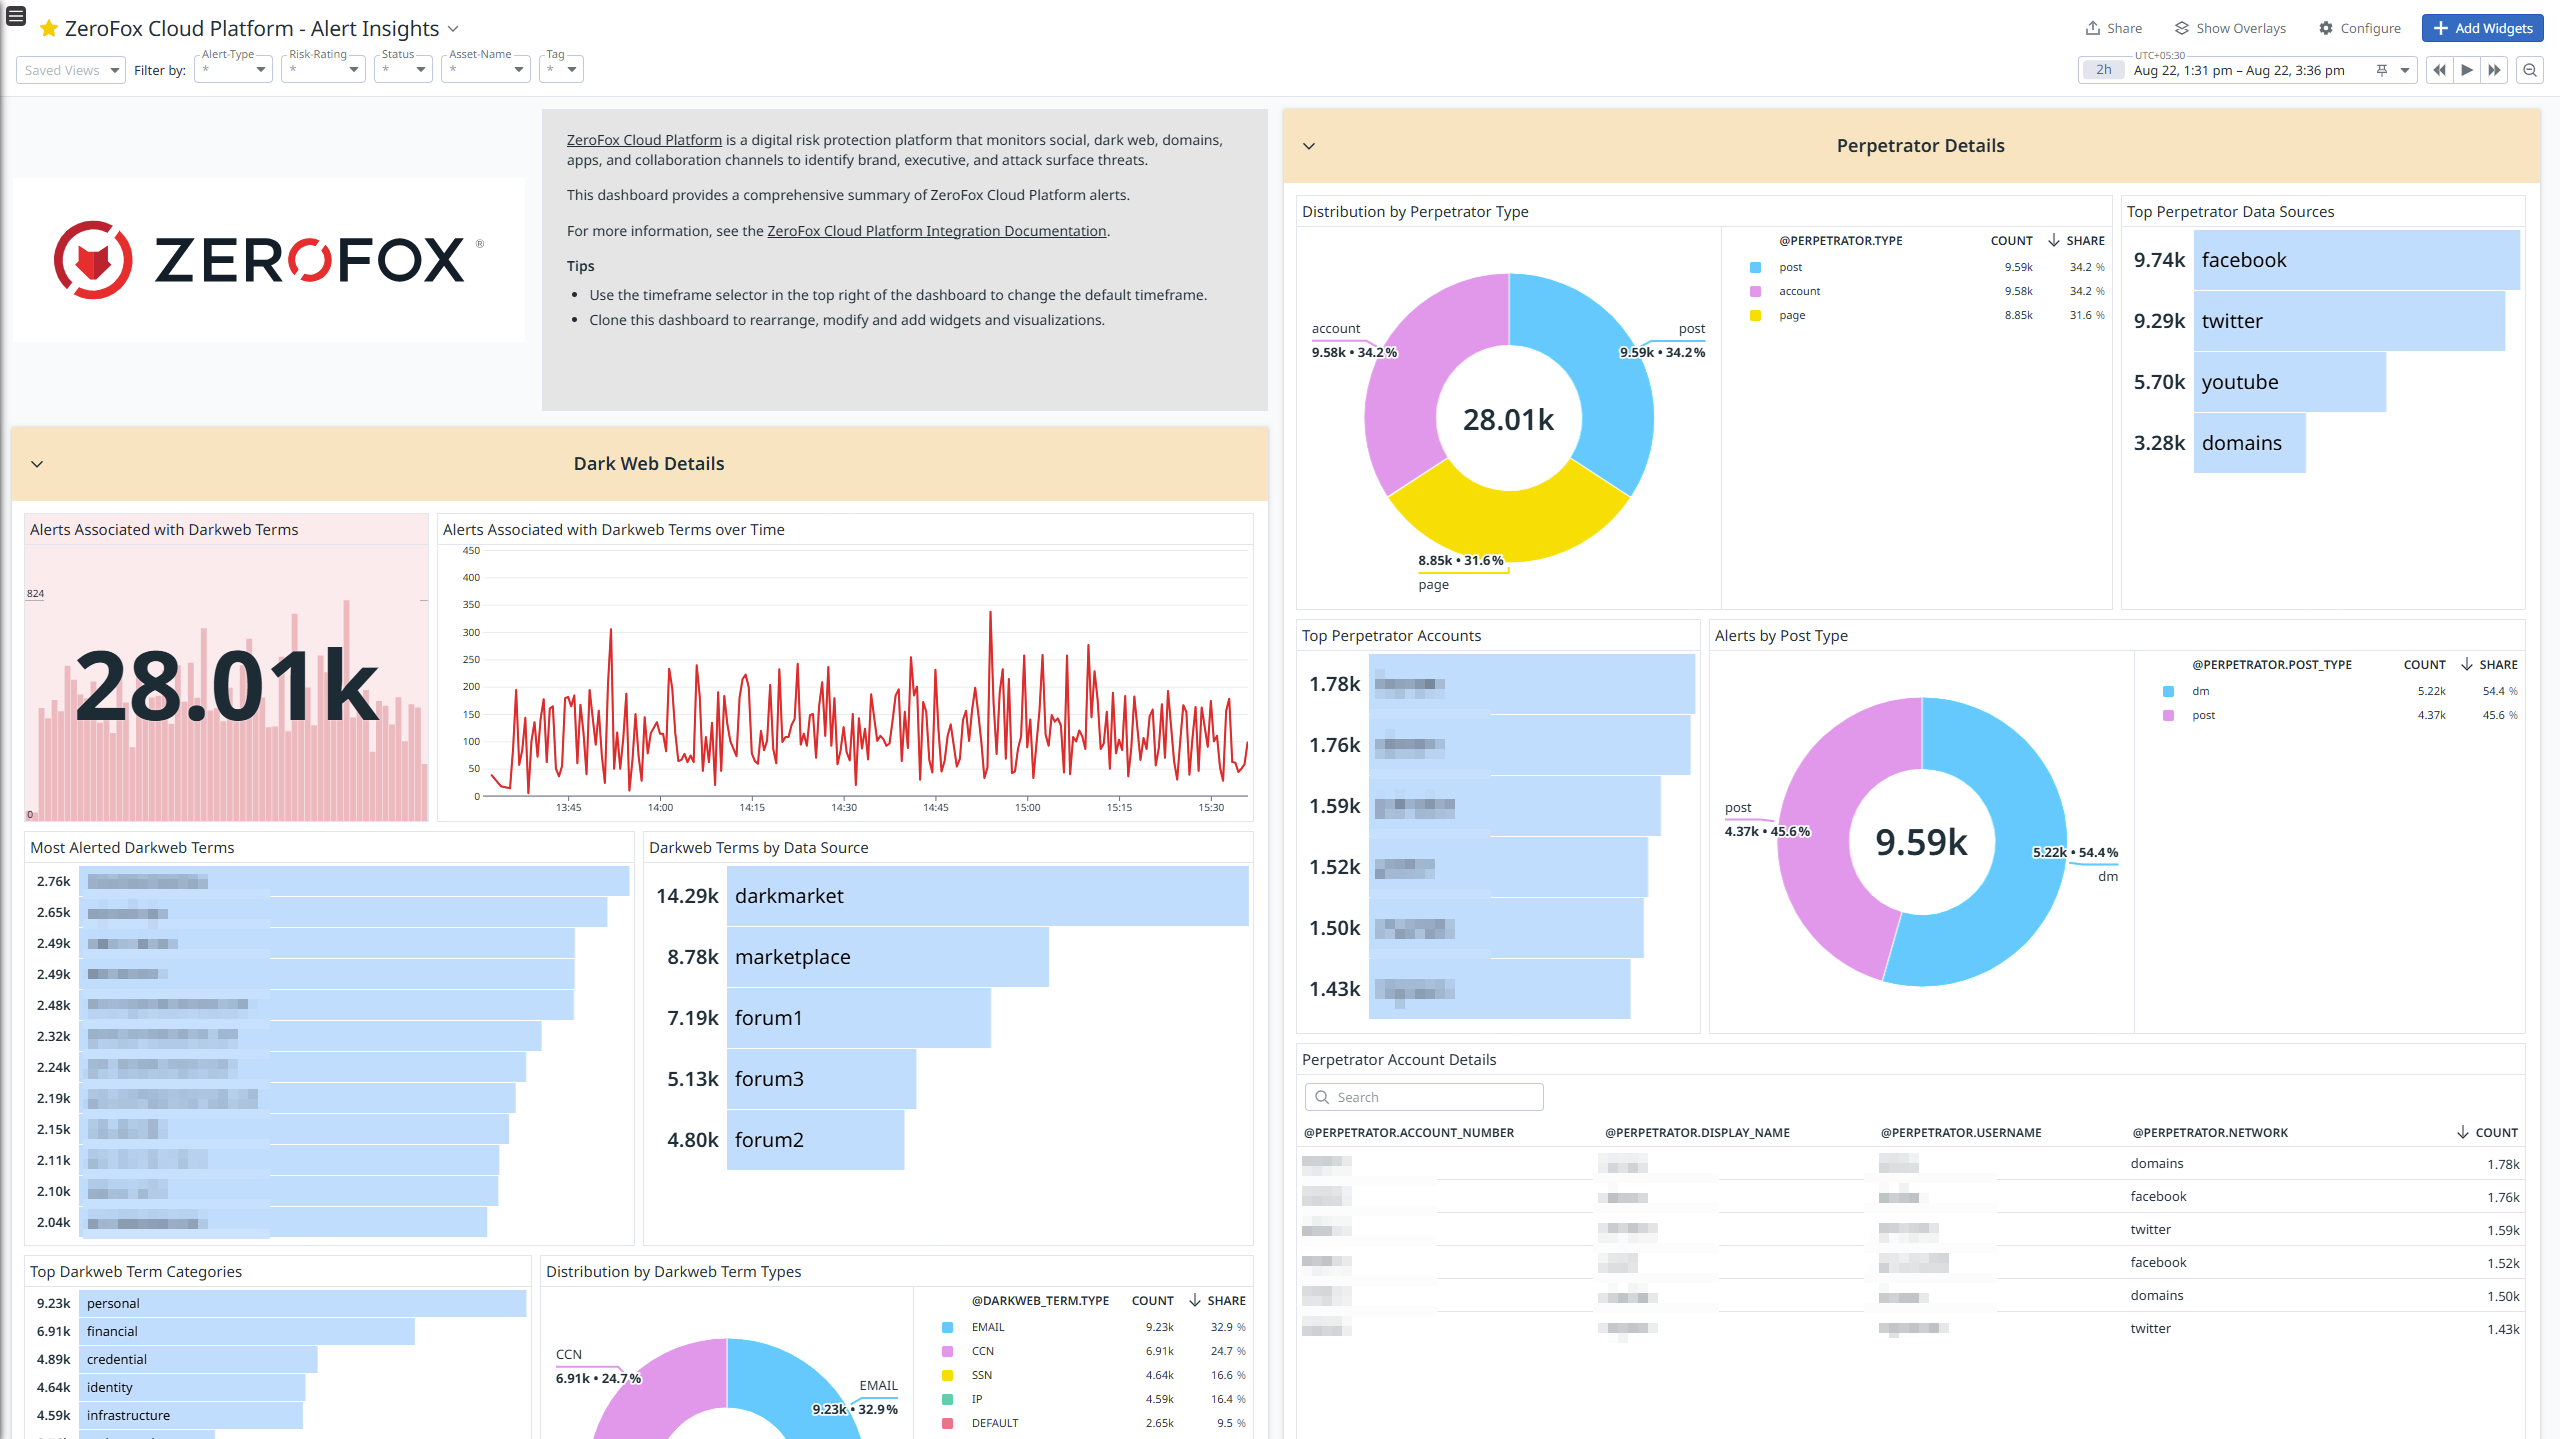 ZeroFox Cloud Platform - Alert Insights
Share
Show Overlays
Configure
Add Widgets
Saved Views
Filter by:
Alert-Type
*
Risk-Rating
*
Status
*
Asset-Name
*
Tag
*
UTC+05:30
2h
Aug 22, 1:31 pm – Aug 22, 3:36 pm
ZEROFOX ®
ZeroFox Cloud Platform is a digital risk protection platform that monitors social, dark web, domains,
apps, and collaboration channels to identify brand, executive, and attack surface threats.
This dashboard provides a comprehensive summary of ZeroFox Cloud Platform alerts.
For more information, see the ZeroFox Cloud Platform Integration Documentation.
Tips
• Use the timeframe selector in the top right of the dashboard to change the default timeframe.
• Clone this dashboard to rearrange, modify and add widgets and visualizations.
Dark Web Details
Alerts Associated with Darkweb Terms
824
28.01k
0
Alerts Associated with Darkweb Terms over Time
450
400
350
300
250
200
150
100
50
0
13:45 14:00 14:15 14:30 14:45 15:00 15:15 15:30
Most Alerted Darkweb Terms
2.76k
2.65k
2.49k
2.49k
2.48k
2.32k
2.24k
2.19k
2.15k
2.11k
2.10k
2.04k
Darkweb Terms by Data Source
14.29k darkmarket
8.78k marketplace
7.19k forum1
5.13k forum3
4.80k forum2
Top Darkweb Term Categories
9.23k personal
6.91k financial
4.89k credential
4.64k identity
4.59k infrastructure
Distribution by Darkweb Term Types
CCN
6.91k • 24.7%
EMAIL
9.23k • 32.9%
@DARKWEB_TERM.TYPE COUNT SHARE
EMAIL 9.23k 32.9 %
CCN 6.91k 24.7 %
SSN 4.64k 16.6 %
IP 4.59k 16.4 %
DEFAULT 2.65k 9.5 %
Perpetrator Details
Distribution by Perpetrator Type
account
9.58k • 34.2%
post
9.59k • 34.2%
28.01k
8.85k • 31.6%
page
@PERPETRATOR.TYPE COUNT SHARE
post 9.59k 34.2 %
account 9.58k 34.2 %
page 8.85k 31.6 %
Top Perpetrator Data Sources
9.74k facebook
9.29k twitter
5.70k youtube
3.28k domains
Top Perpetrator Accounts
1.78k
1.76k
1.59k
1.52k
1.50k
1.43k
Alerts by Post Type
post
4.37k • 45.6%
9.59k
5.22k • 54.4%
dm
@PERPETRATOR.POST_TYPE COUNT SHARE
dm 5.22k 54.4 %
post 4.37k 45.6 %
Perpetrator Account Details
Search
@PERPETRATOR.ACCOUNT_NUMBER @PERPETRATOR.DISPLAY_NAME @PERPETRATOR.USERNAME @PERPETRATOR.NETWORK COUNT
domains 1.78k
facebook 1.76k
twitter 1.59k
facebook 1.52k
domains 1.50k
twitter 1.43k